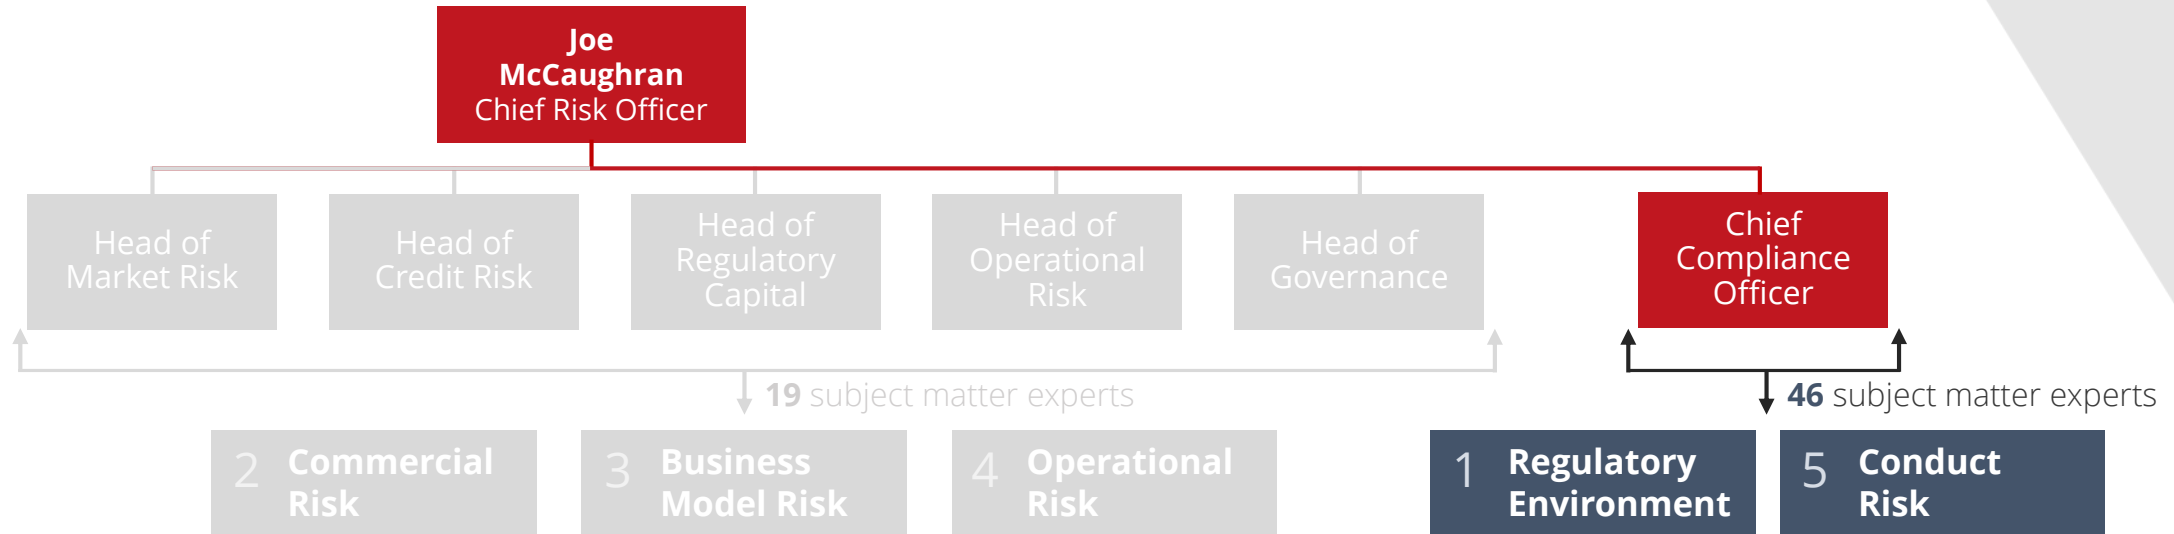 Joe
McCaughran
Chief Risk Officer
Head of
Market Risk
Head of
Credit Risk
Head of
Regulatory
Capital
Head of
Operational
Risk
Head of
Governance
Chief
Compliance
Officer
19 subject matter experts
46 subject matter experts
2 Commercial
Risk
3 Business
Model Risk
4 Operational
Risk
1 Regulatory
Environment
5 Conduct
Risk